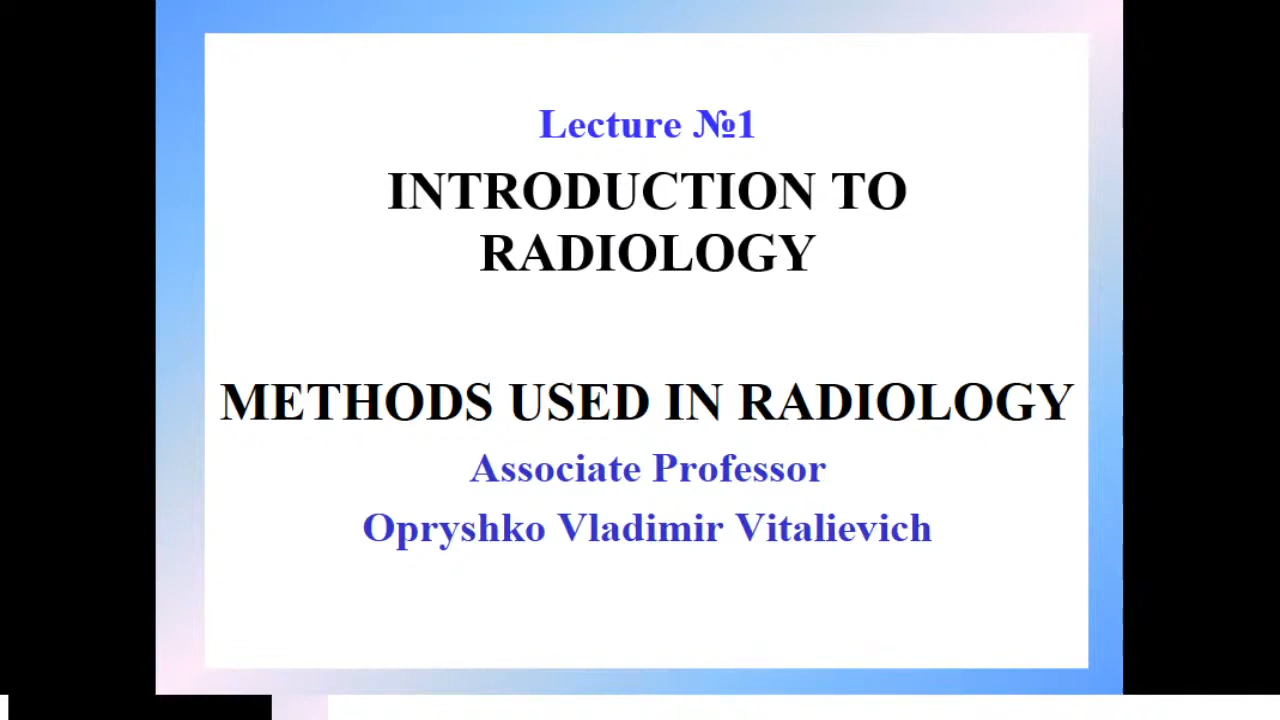 Lecture №1
INTRODUCTION TO
RADIOLOGY
METHODS USED IN RADIOLOGY
Associate Professor
Opryshko Vladimir Vitalievich